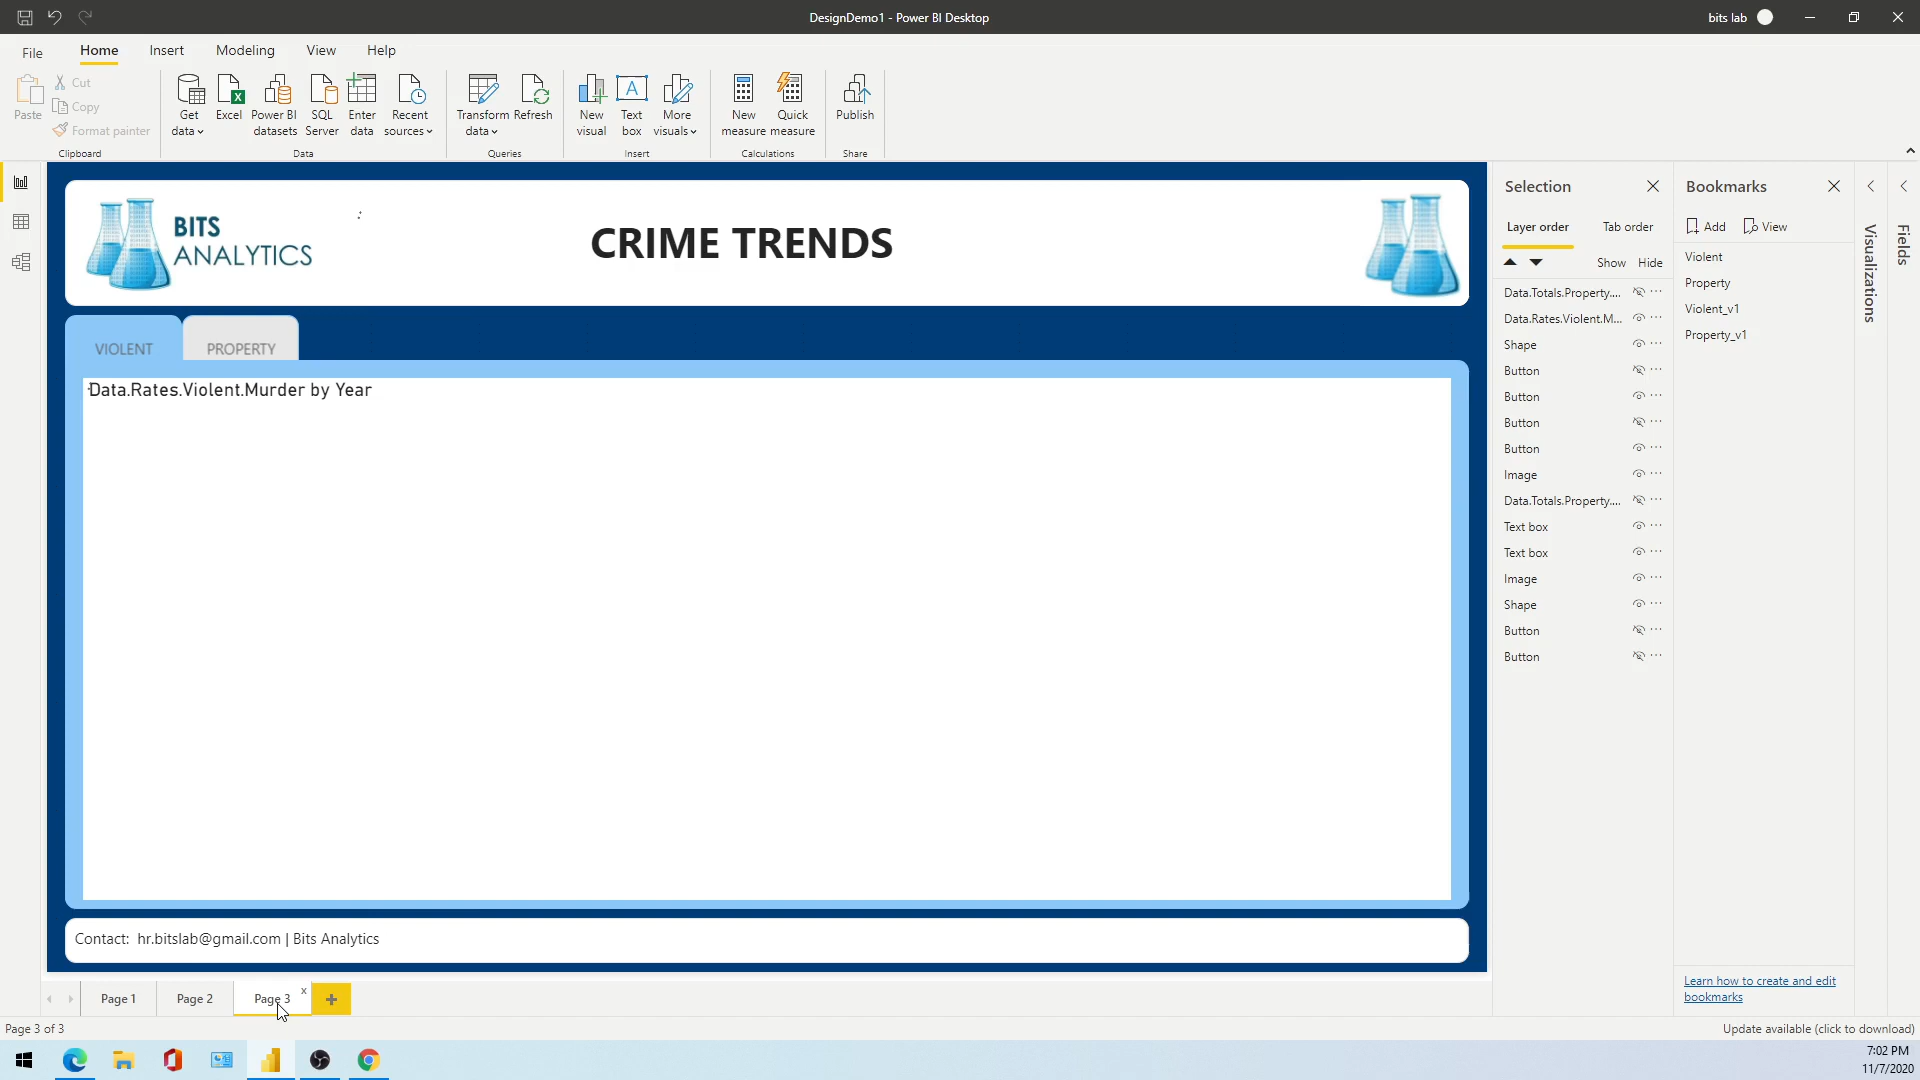 DesignDemo1 - Power BI Desktop
bits lab
File
Home
Insert
Modeling
View
Help
Paste
Cut
Copy
Format painter
Clipboard
Get data
Excel
Power BI datasets
SQL Server
Enter data
Recent sources
Data
Transform data
Refresh
Queries
New visual
Text box
More visuals
Insert
New measure
Quick measure
Calculations
Publish
Share
BITS
ANALYTICS
:
CRIME TRENDS
VIOLENT
PROPERTY
Data.Rates.Violent.Murder by Year
Contact:  hr.bitslab@gmail.com | Bits Analytics
Selection
Layer order
Tab order
Show
Hide
Data.Totals.Property....
Data.Rates.Violent.M...
Shape
Button
Button
Button
Button
Image
Data.Totals.Property....
Text box
Text box
Image
Shape
Button
Button
Bookmarks
Add
View
Violent
Property
Violent_v1
Property_v1
Learn how to create and edit
bookmarks
Visualizations
Fields
Page 1
Page 2
Page 3
x
+
Page 3 of 3
Update available (click to download)
7:02 PM
11/7/2020